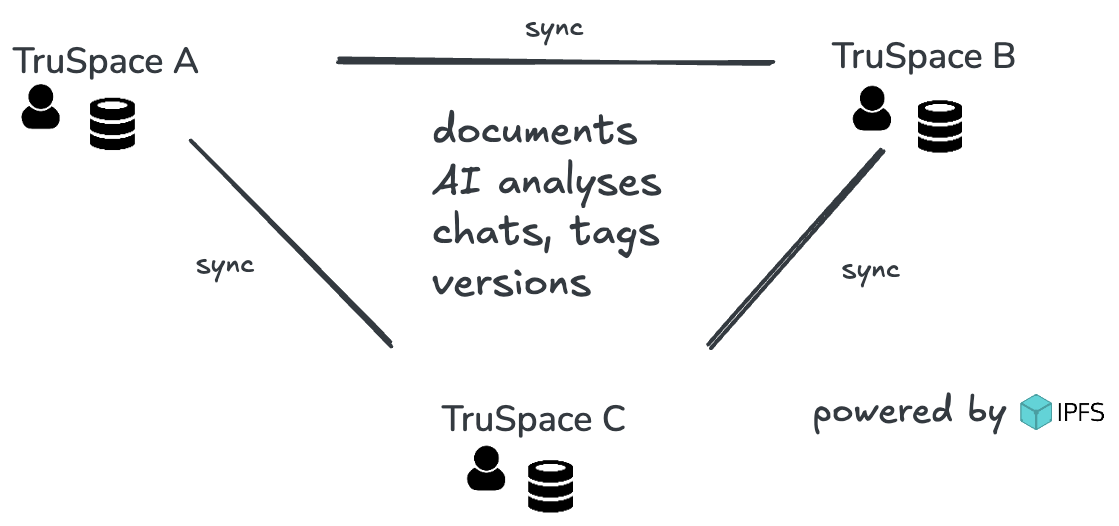 sync
TruSpace A
TruSpace B
documents
AI analyses
chats, tags
versions
sync
sync
TruSpace C
powered by IPFS